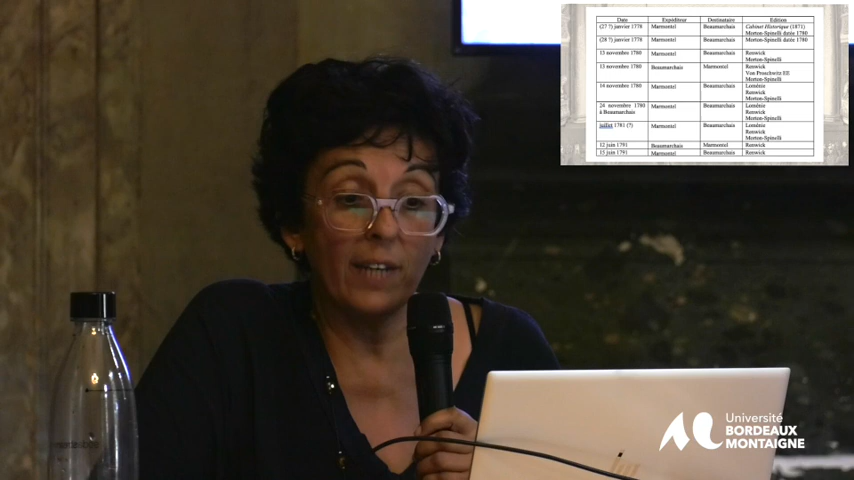 Date Expéditeur Destinataire Edition
(27 ?) janvier 1778 Marmontel Beaumarchais Cabinet Historique (1871)
Morton-Spinelli datée 1780
(28 ?) janvier 1778 Marmontel Beaumarchais Morton-Spinelli datée 1780
13 novembre 1780 Marmontel Beaumarchais Renwick
Morton-Spinelli
13 novembre 1780 Beaumarchais Marmontel Renwick
Von Proschwitz EE
Morton-Spinelli
14 novembre 1780 Marmontel Beaumarchais Loménie
Renwick
Morton-Spinelli
24 novembre 1780 Marmontel Beaumarchais Loménie
à Beaumarchais Renwick
Morton-Spinelli
juillet 1781 (?) Marmontel Beaumarchais Loménie
Renwick
Morton-Spinelli
12 juin 1791 Beaumarchais Marmontel Renwick
15 juin 1791 Marmontel Beaumarchais Renwick
Université
BORDEAUX
MONTAIGNE